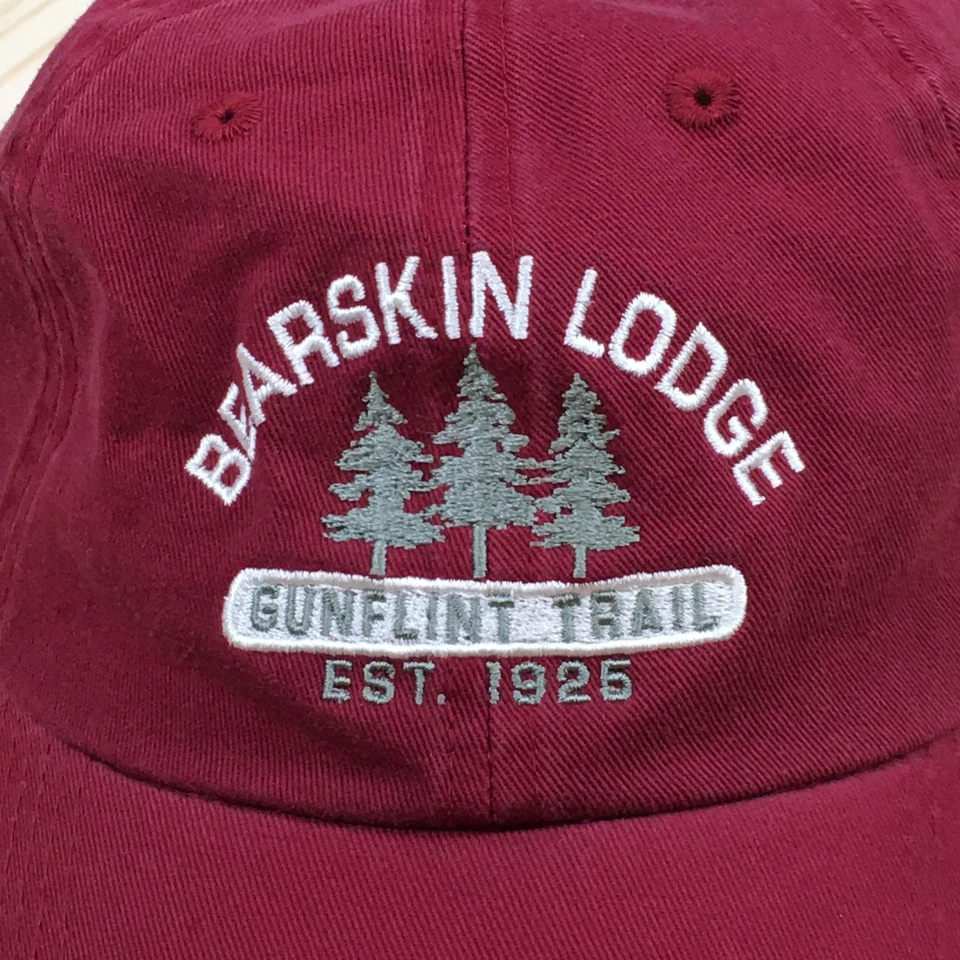 BEARSKIN LODGE
GUNFLINT TRAIL
EST. 1925